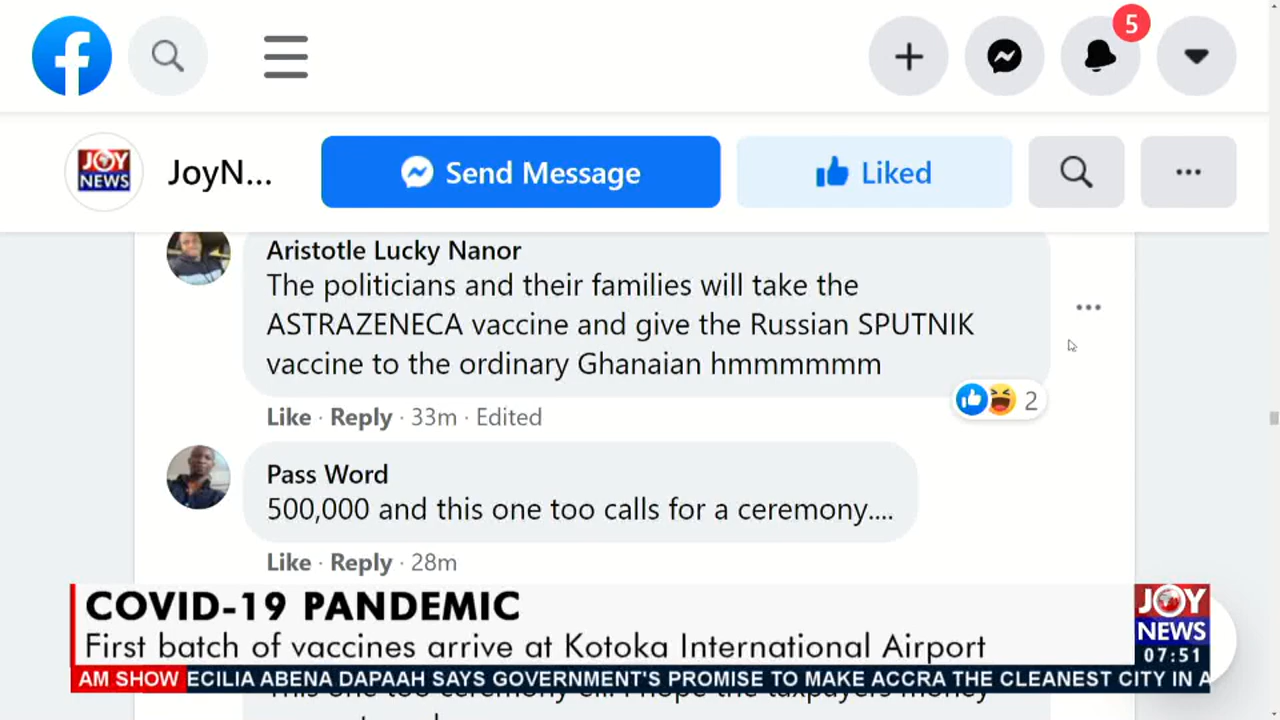 5
JOY
NEWS
JoyN...
Send Message
Liked
Aristotle Lucky Nanor
The politicians and their families will take the
ASTRAZENECA vaccine and give the Russian SPUTNIK
vaccine to the ordinary Ghanaian hmmmmmm
2
Like · Reply · 33m · Edited
Pass Word
500,000 and this one too calls for a ceremony....
Like · Reply · 28m
COVID-19 PANDEMIC
First batch of vaccines arrive at Kotoka International Airport
JOY
NEWS
07:51
AM SHOW ECILIA ABENA DAPAAH SAYS GOVERNMENT'S PROMISE TO MAKE ACCRA THE CLEANEST CITY IN A